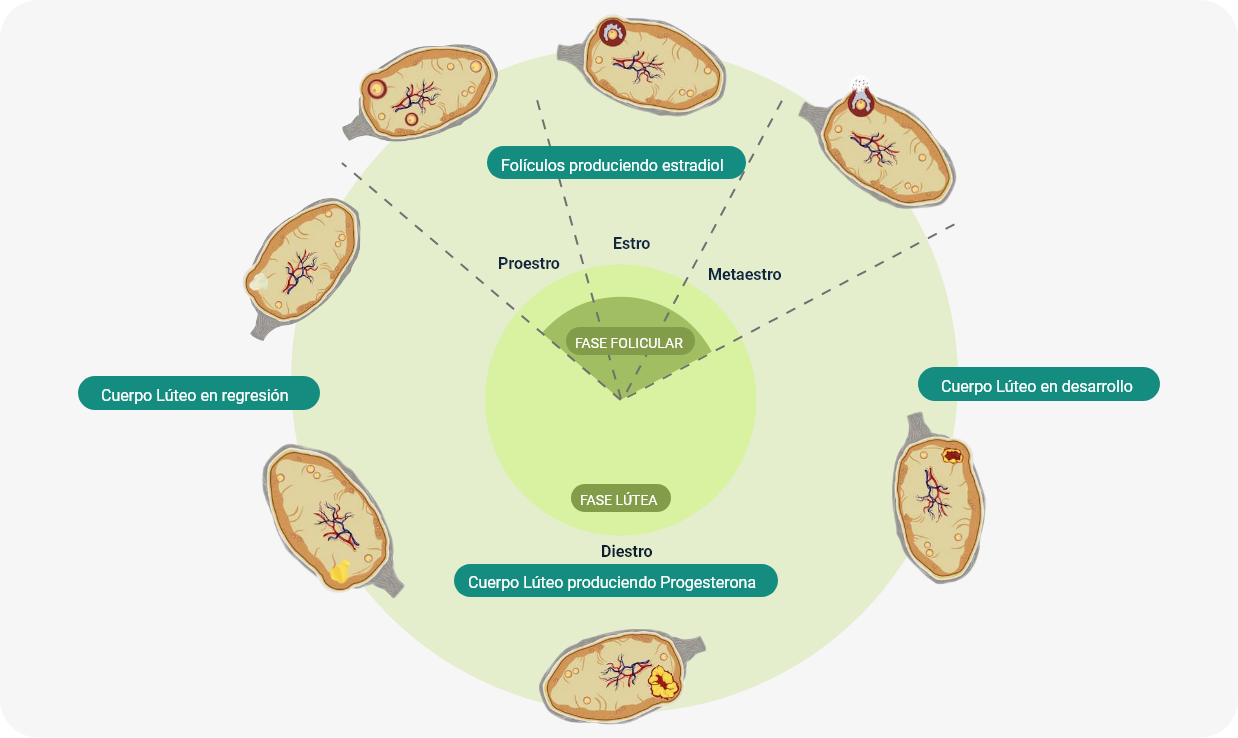 Folículos produciendo estradiol
Estro
Proestro
Metaestro
FASE FOLICULAR
Cuerpo Lúteo en regresión
Cuerpo Lúteo en desarrollo
FASE LÚTEA
Diestro
Cuerpo Lúteo produciendo Progesterona